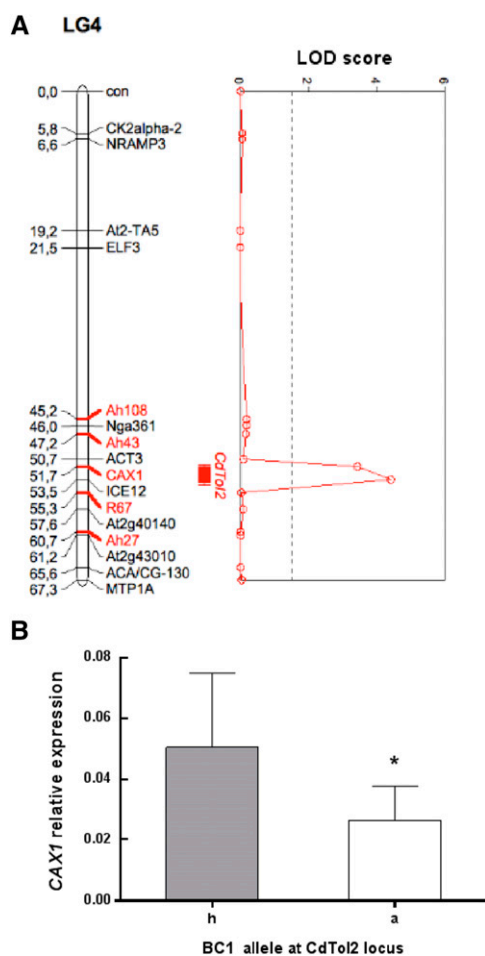 A LG4
LOD score
0 2 4 6
0,0 con
5,8 CK2alpha-2
6,6 NRAMP3
19,2 At2-TA5
21,5 ELF3
45,2 Ah108
46,0 Nga361
47,2 Ah43
50,7 ACT3
51,7 CAX1
53,5 ICE12
55,3 R67
57,6 At2g40140
60,7 Ah27
61,2 At2g43010
65,6 ACA/CG-130
67,3 MTP1A
CdTol2
B
CAX1 relative expression
0.08
0.06
0.04
0.02
0.00
*
h a
BC1 allele at CdTol2 locus